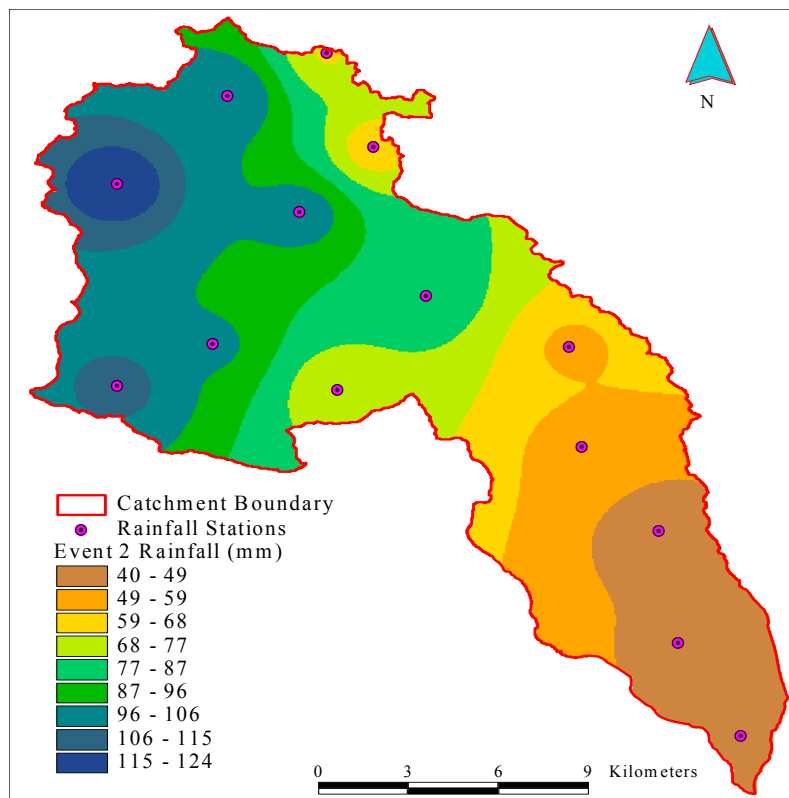 N
Catchment Boundary
Rainfall Stations
Event 2 Rainfall (mm)
40 - 49
49 - 59
59 - 68
68 - 77
77 - 87
87 - 96
96 - 106
106 - 115
115 - 124
0 3 6 9 Kilometers